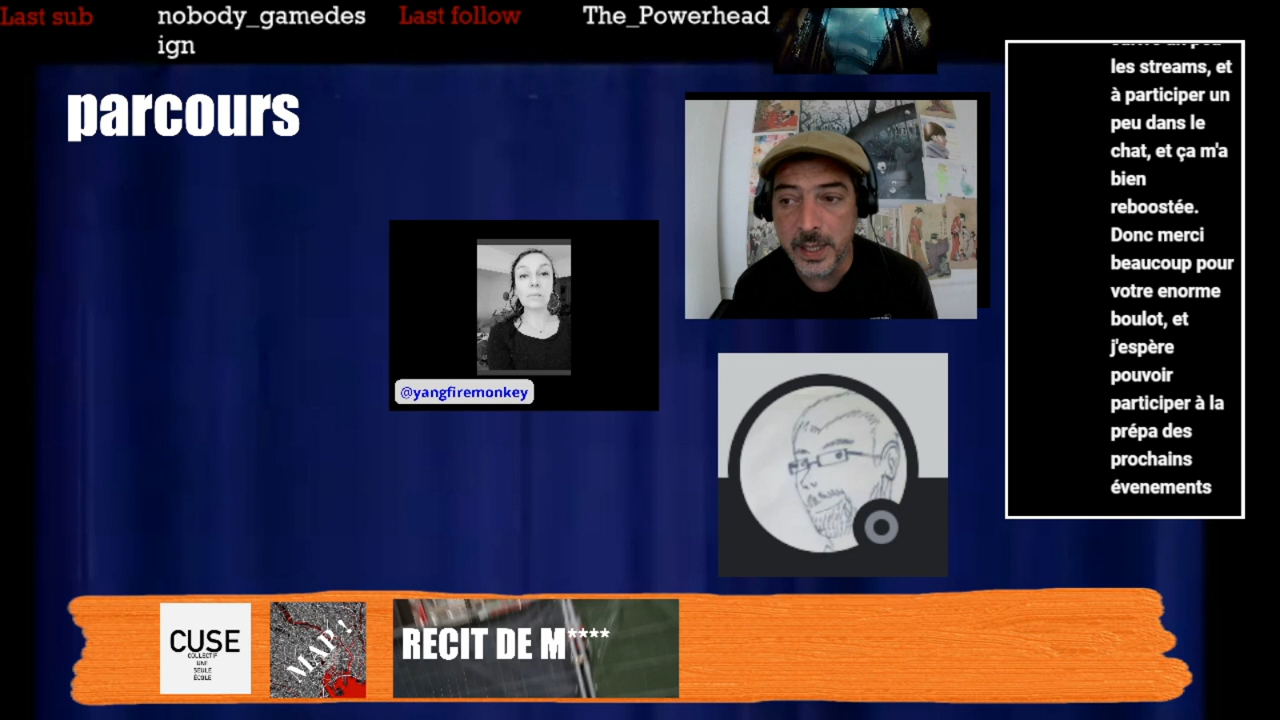 Last sub
nobody_gamedes
ign
Last follow
The_Powerhead
parcours
les streams, et
à participer un
peu dans le
chat, et ça m'a
bien
reboostée.
Donc merci
beaucoup pour
votre enorme
boulot, et
j'espère
pouvoir
participer à la
prépa des
prochains
évenements
@yangfiremonkey
CUSE
COLLECTIF
UNE
SEULE
ÉCOLE
MAP !
RECIT DE M****